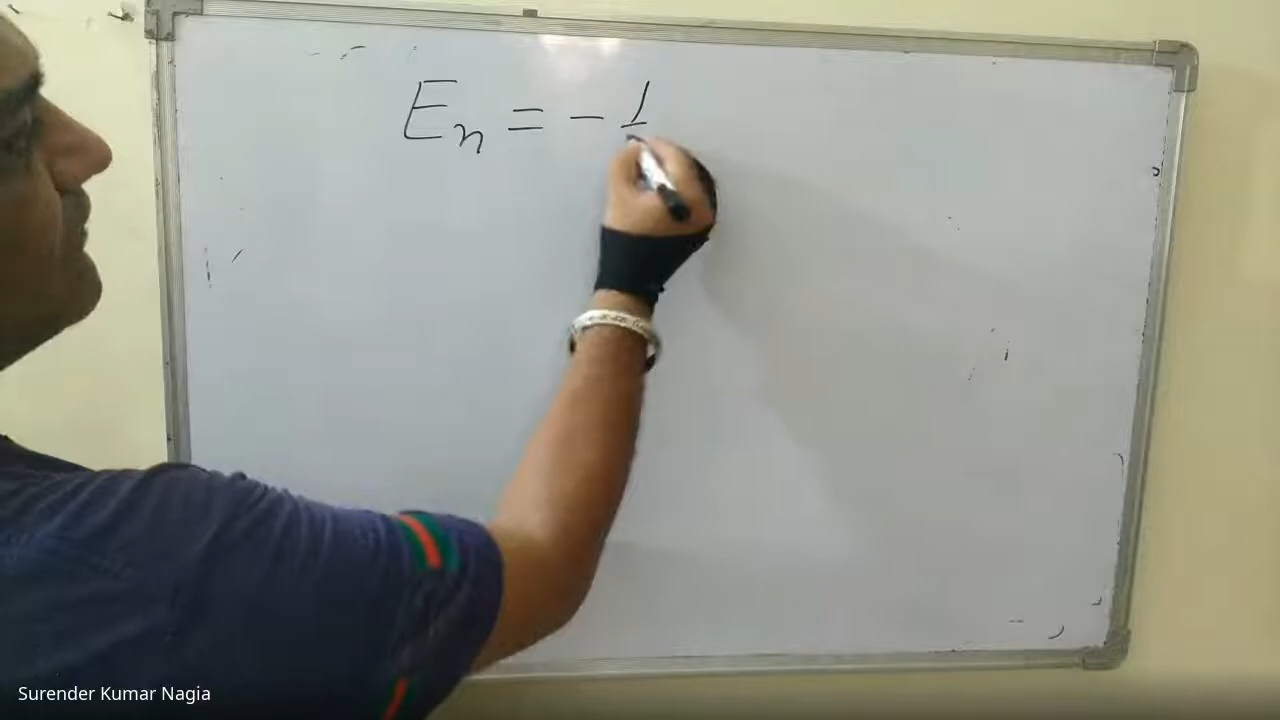 Eₙ = - 1
Surender Kumar Nagia